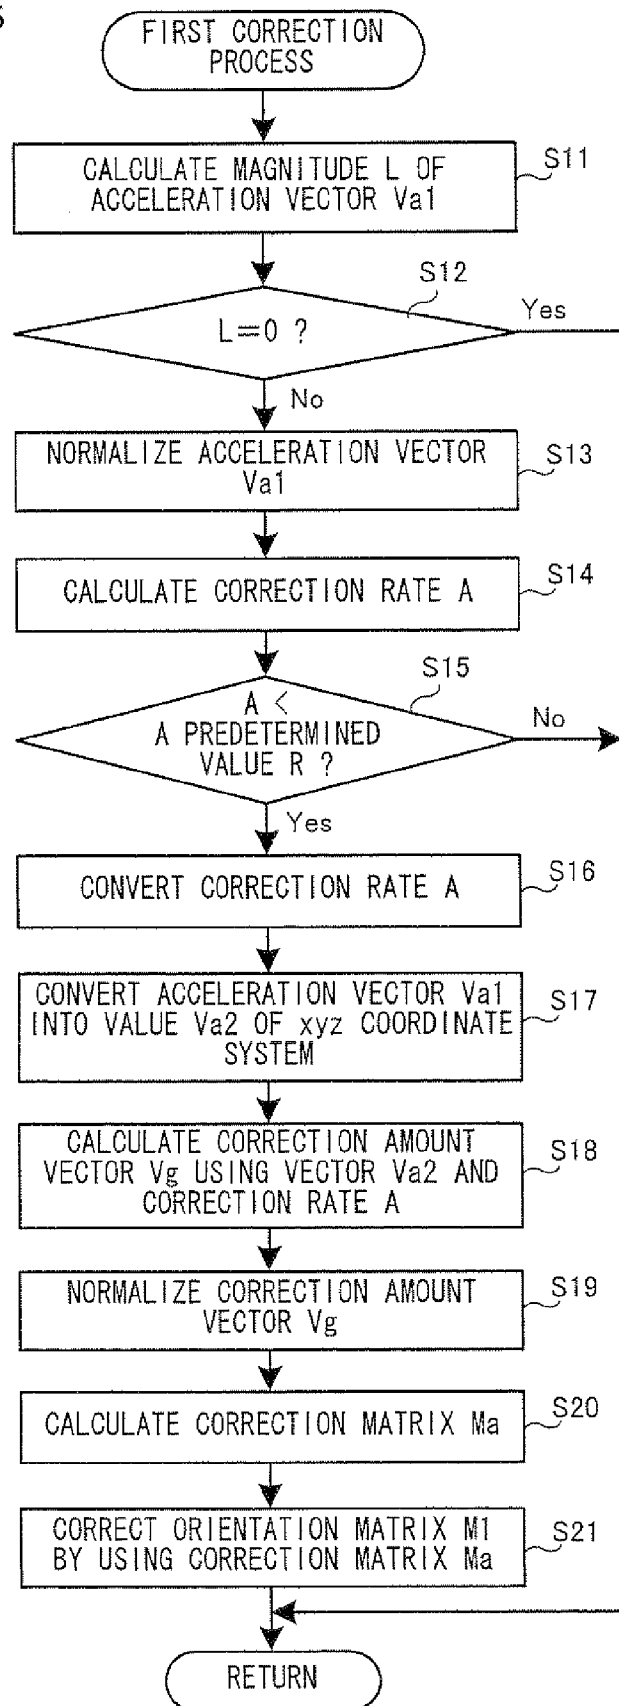 FIRST CORRECTION
PROCESS
CALCULATE MAGNITUDE L OF
ACCELERATION VECTOR Va1
S11
S12
L=0 ?
Yes
No
NORMALIZE ACCELERATION VECTOR
Va1
S13
CALCULATE CORRECTION RATE A
S14
S15
A <
A PREDETERMINED
VALUE R ?
No
Yes
CONVERT CORRECTION RATE A
S16
CONVERT ACCELERATION VECTOR Va1
INTO VALUE Va2 OF xyz COORDINATE
SYSTEM
S17
CALCULATE CORRECTION AMOUNT
VECTOR Vg USING VECTOR Va2 AND
CORRECTION RATE A
S18
NORMALIZE CORRECTION AMOUNT
VECTOR Vg
S19
CALCULATE CORRECTION MATRIX Ma
S20
CORRECT ORIENTATION MATRIX M1
BY USING CORRECTION MATRIX Ma
S21
RETURN